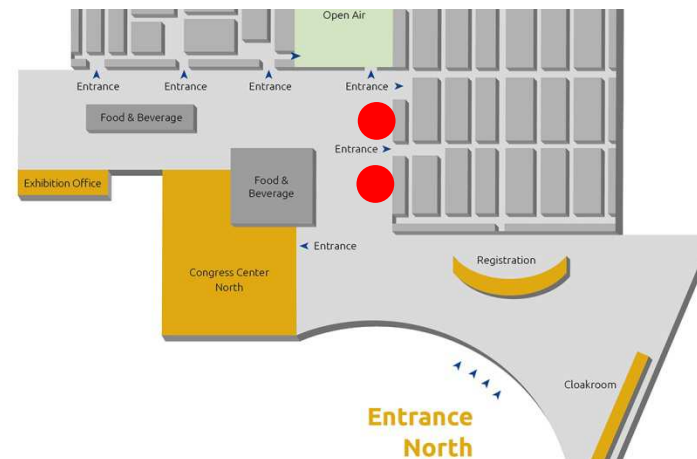 Open Air
Entrance
Entrance
Entrance
Entrance
Food & Beverage
Entrance
Exhibition Office
Food &
Beverage
Entrance
Registration
Congress Center
North
Cloakroom
Entrance
North